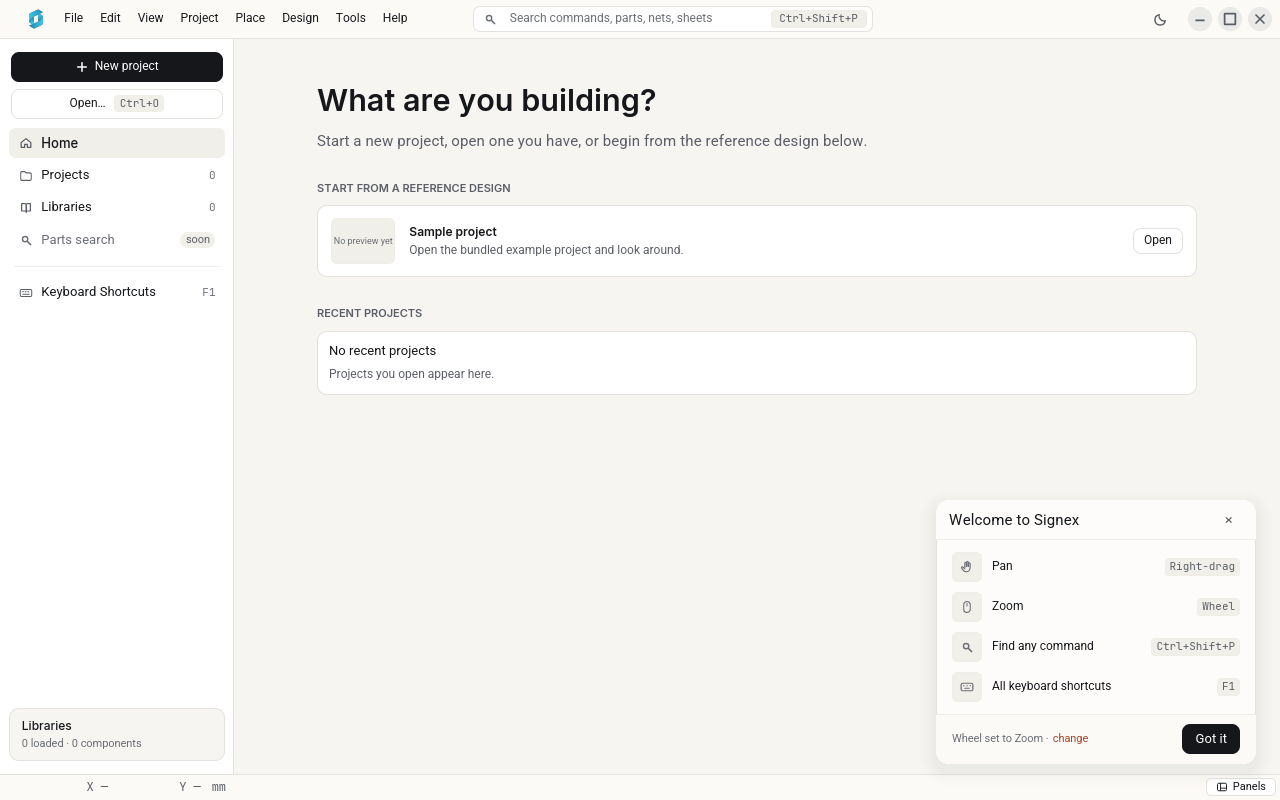 File Edit View Project Place Design Tools Help
Search commands, parts, nets, sheets Ctrl+Shift+P
New project
Open... Ctrl+O
Home
Projects 0
Libraries 0
Parts search soon
Keyboard Shortcuts F1
What are you building?
Start a new project, open one you have, or begin from the reference design below.
START FROM A REFERENCE DESIGN
No preview yet
Sample project
Open the bundled example project and look around.
Open
RECENT PROJECTS
No recent projects
Projects you open appear here.
Welcome to Signex ×
Pan Right-drag
Zoom Wheel
Find any command Ctrl+Shift+P
All keyboard shortcuts F1
Wheel set to Zoom · change
Got it
Libraries
0 loaded · 0 components
X — Y — mm
Panels